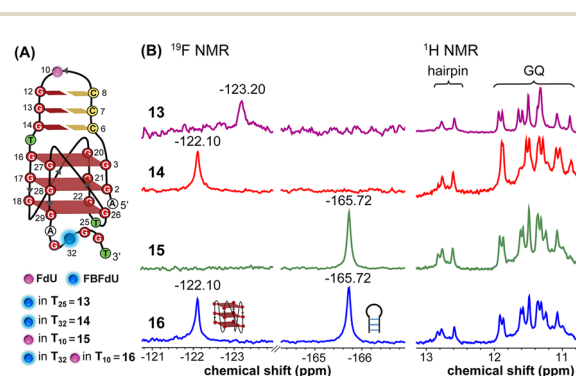 (A)
(B) ¹⁹F NMR
¹H NMR
hairpin
GQ
10
12 G
C 8
13 G
C 7
14 G
C 6
T
16 G
G 20
27 G
G 3
17 G
G 21
28 G
G 2
18 G
22 G
A 5'
29 G
G 26
25 T
A
G
32
G
G
T 3'
FdU
FBFdU
in T₂₅ = 13
in T₃₂ = 14
in T₁₀ = 15
in T₃₂
in T₁₀ = 16
-123.20
13
-122.10
14
-165.72
15
-165.72
-122.10
16
-121 -122 -123
-165 -166
13 12 11
chemical shift (ppm)
chemical shift (ppm)
chemical shift (ppm)